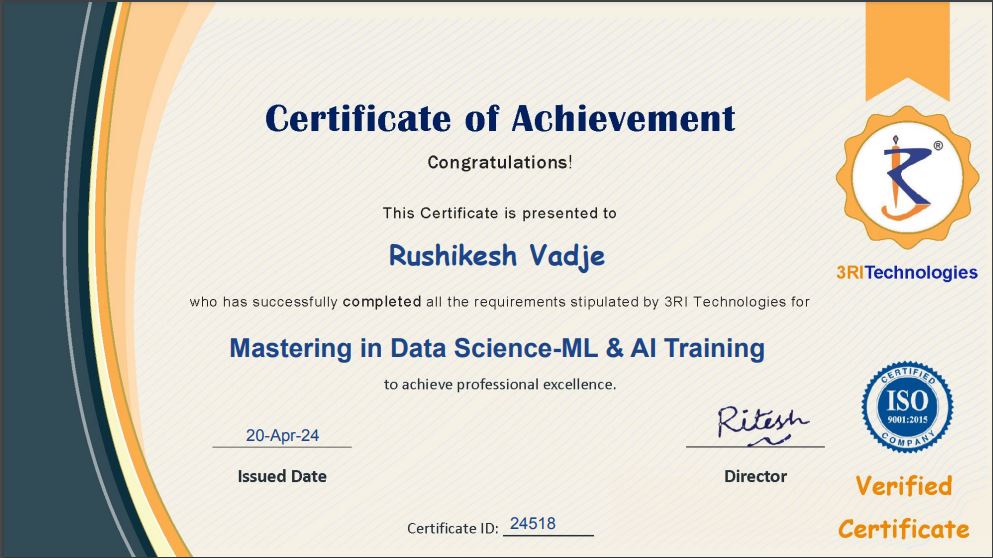 Certificate of Achievement
Congratulations!
This Certificate is presented to
Rushikesh Vadje
who has successfully completed all the requirements stipulated by 3RI Technologies for
Mastering in Data Science-ML & AI Training
to achieve professional excellence.
20-Apr-24
Issued Date
Ritesh
Director
Certificate ID: 24518
®
3RITechnologies
CERTIFIED
ISO
9001:2015
COMPANY
Verified
Certificate